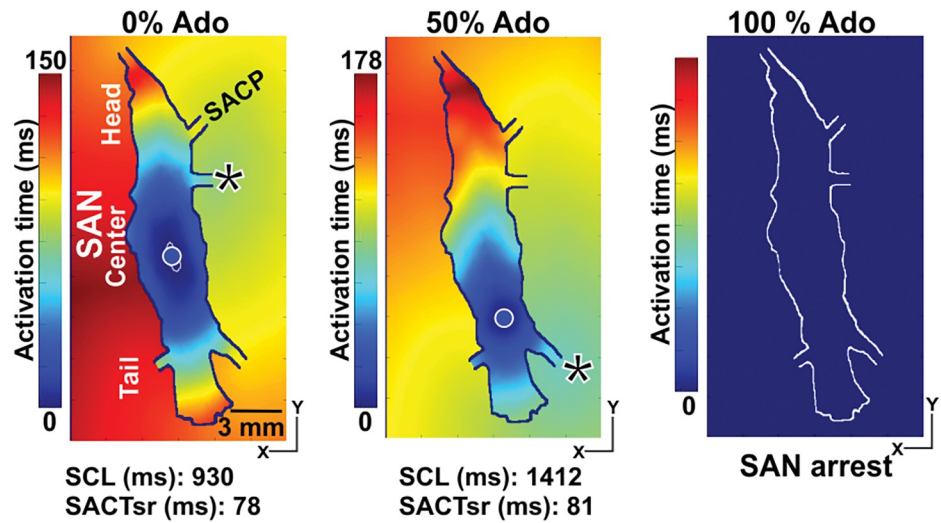 0% Ado
50% Ado
100 % Ado
150
Activation time (ms)
0
Head
SAN
Center
Tail
SACP
*
3 mm
Y
X
SCL (ms): 930
SACTsr (ms): 78
178
Activation time (ms)
0
*
Y
X
SCL (ms): 1412
SACTsr (ms): 81
Activation time (ms)
0
Y
X
SAN arrest